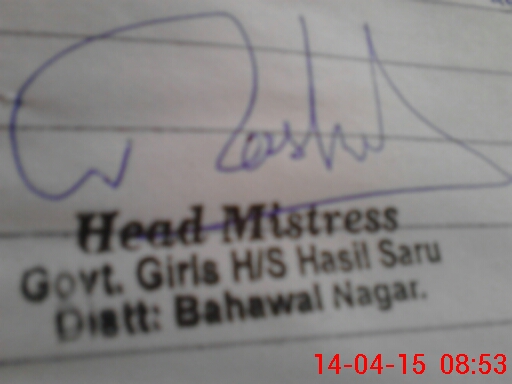 Head Mistress
Govt. Girls H/S Hasil Saru
Distt: Bahawal Nagar.
14-04-15 08:53